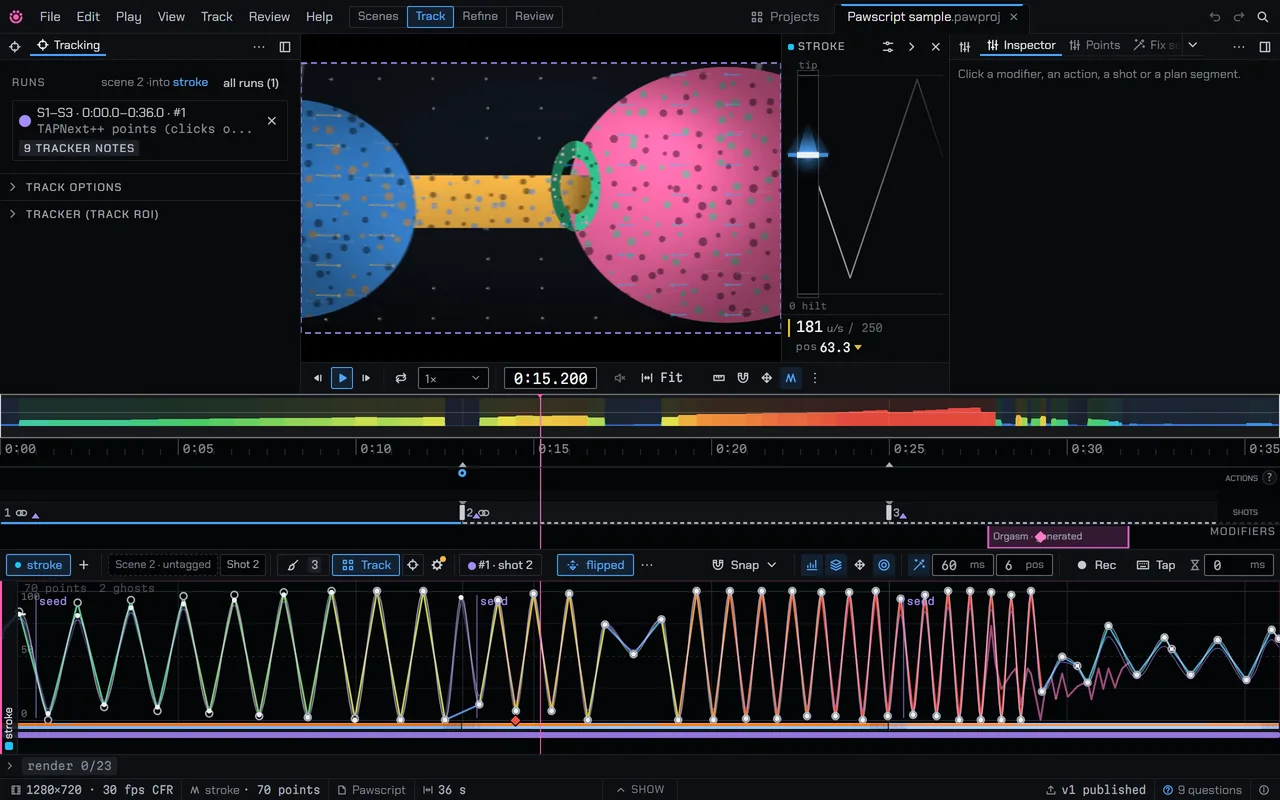 File Edit Play View Track Review Help Scenes Track Refine Review Projects Pawscript sample.pawproj
Tracking
STROKE
Inspector Points Fix
RUNS scene 2 · into stroke all runs (1)
S1–S3 · 0:00.0–0:36.0 · #1
TAPNext++ points (clicks o...
9 TRACKER NOTES
TRACK OPTIONS
TRACKER (TRACK ROI)
tip
0 hilt
181 u/s / 250
pos 63.3
Click a modifier, an action, a shot or a plan segment.
1× 0:15.200 Fit
0:00 0:05 0:10 0:15 0:20 0:25 0:30 0:35
ACTIONS ?
1 2 3 SHOTS
MODIFIERS
Orgasm · nerated
stroke + Scene 2 · untagged Shot 2 3 Track #1 · shot 2 flipped Snap 60 ms 6 pos Rec Tap 0 ms
70 points 2 ghosts
100
seed seed seed
50
0
stroke
render 0/23
1280×720 · 30 fps CFR stroke · 70 points Pawscript 36 s SHOW v1 published 9 questions